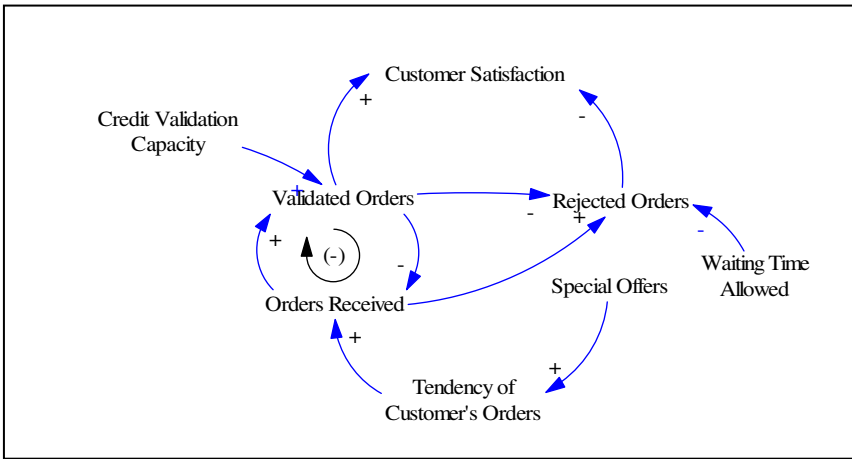 Customer Satisfaction
+
-
Credit Validation
Capacity
+
Validated Orders
-
Rejected Orders
+
+
(-)
-
-
Waiting Time
Allowed
Orders Received
Special Offers
+
+
Tendency of
Customer's Orders